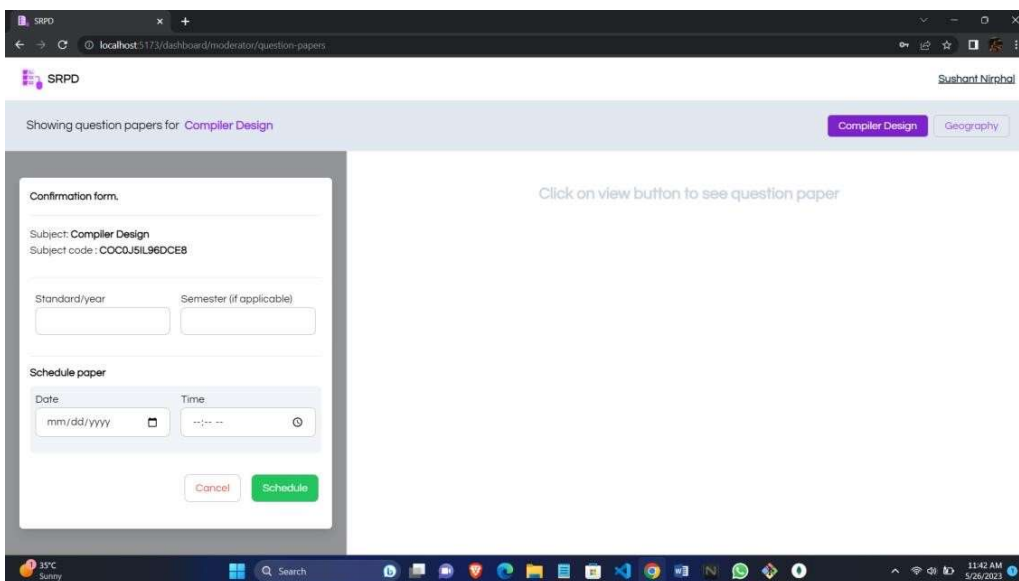 SRPD
localhost:5173/dashboard/moderator/question-papers
SRPD
Sushant Nirphal
Showing question papers for Compiler Design
Compiler Design
Geography
Confirmation form.
Click on view button to see question paper
Subject: Compiler Design
Subject code : COC0J5IL96DCE8
Standard/year
Semester (if applicable)
Schedule paper
Date
Time
mm/dd/yyyy
--:-- --
Cancel
Schedule
1
35°C
Sunny
Search
11:42 AM
5/26/2023